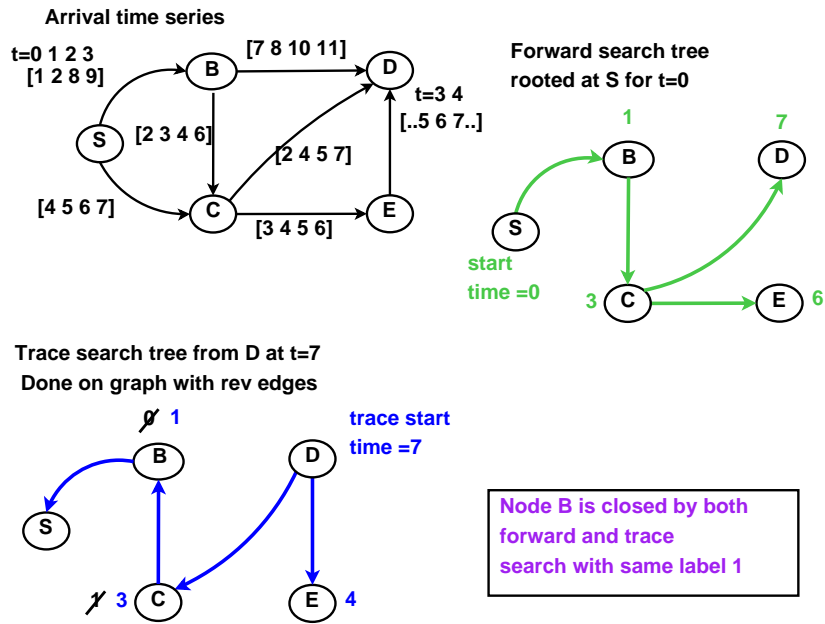 Arrival time series
t=0 1 2 3
[1 2 8 9]
B
[7 8 10 11]
D
t=3 4
[..5 6 7..]
S
[2 3 4 6]
[2 4 5 7]
[4 5 6 7]
C
[3 4 5 6]
E
Forward search tree
rooted at S for t=0
1
7
B
D
S
start
time =0
3
C
E
6
Trace search tree from D at t=7
Done on graph with rev edges
0 1
B
D
trace start
time =7
S
1 3
C
E
4
Node B is closed by both
forward and trace
search with same label 1